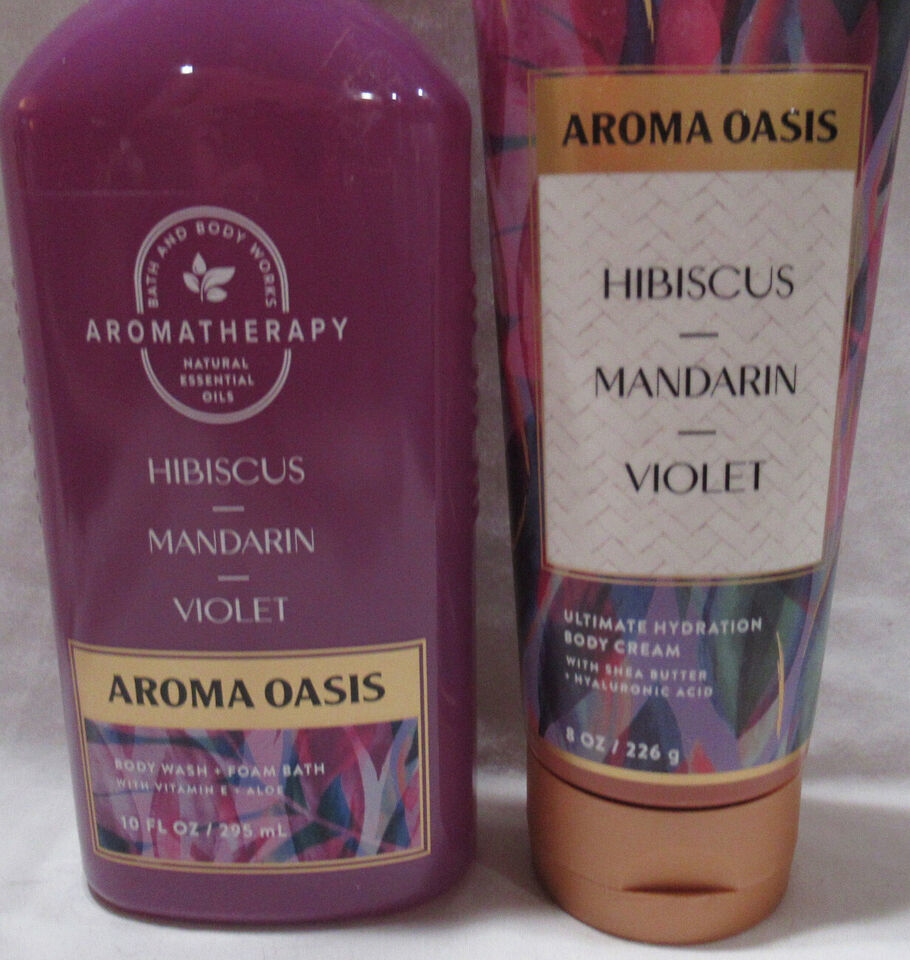 BATH AND BODY WORKS
AROMATHERAPY
NATURAL
ESSENTIAL
OILS
HIBISCUS
MANDARIN
VIOLET
AROMA OASIS
BODY WASH + FOAM BATH
WITH VITAMIN E + ALOE
10 FL OZ / 295 mL
AROMA OASIS
HIBISCUS
MANDARIN
VIOLET
ULTIMATE HYDRATION
BODY CREAM
WITH SHEA BUTTER
+ HYALURONIC ACID
8 OZ / 226 g